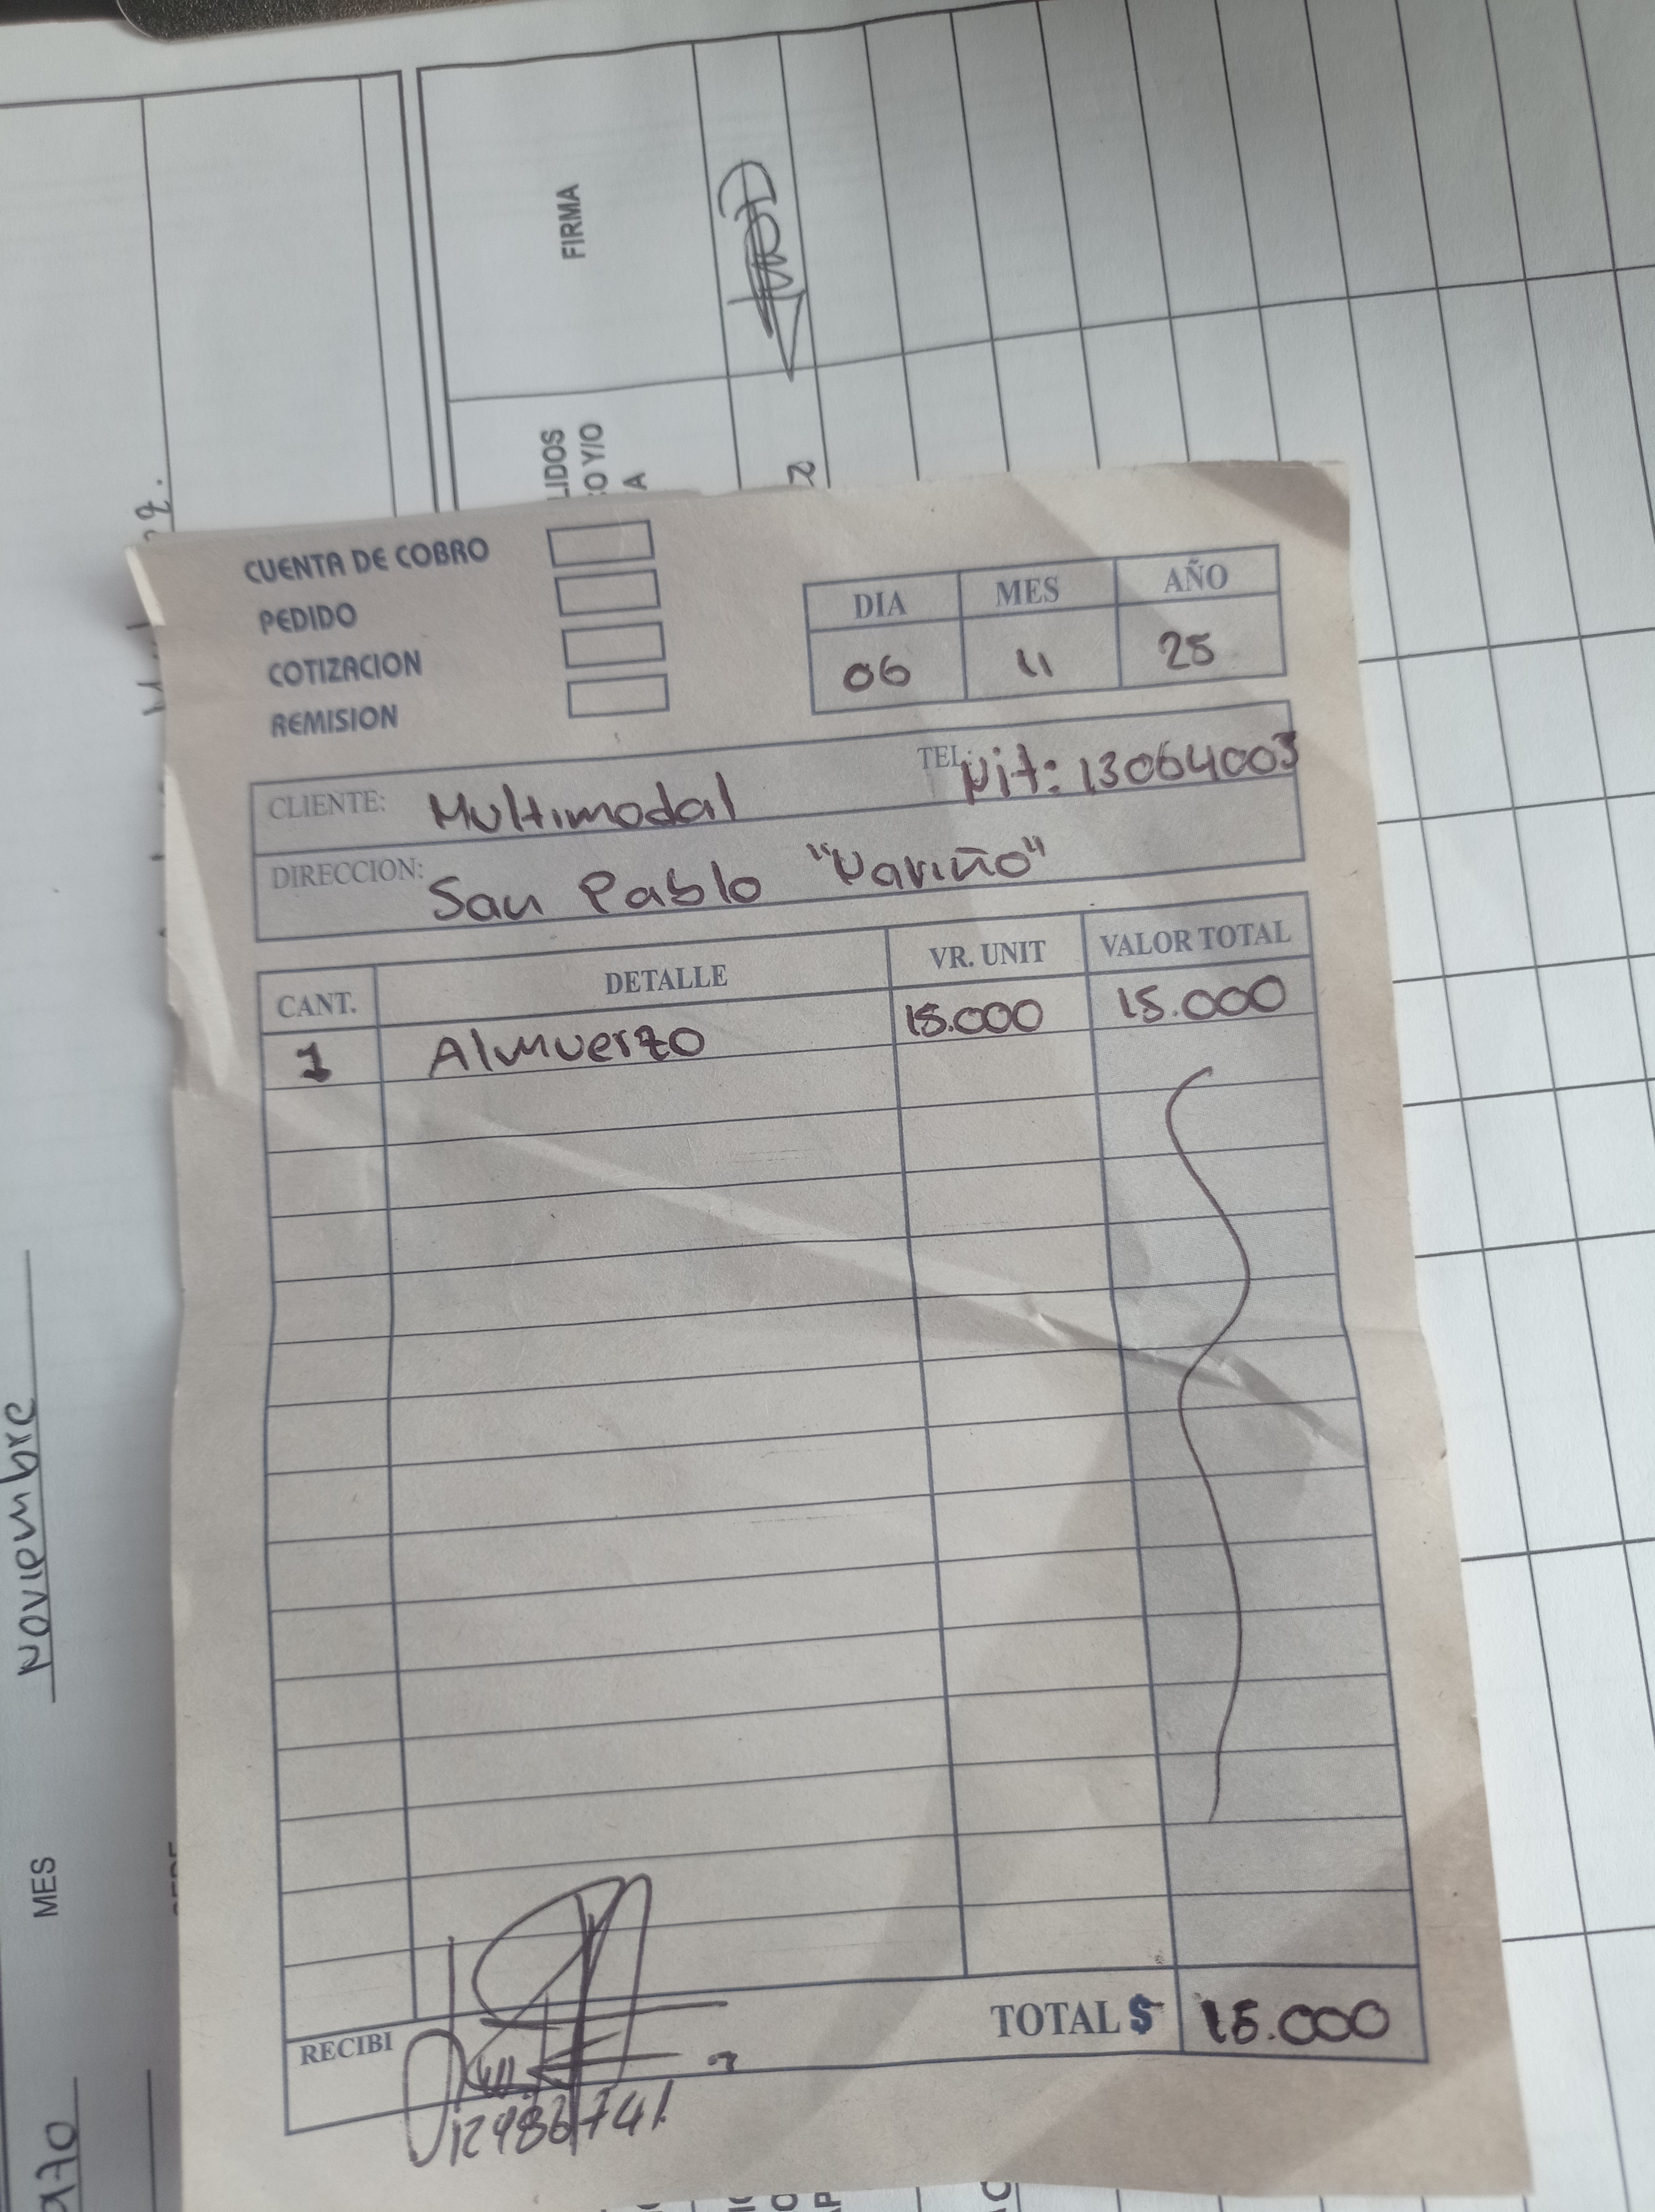 FIRMA
LIDOS
O Y/O
A
CUENTA DE COBRO
PEDIDO
COTIZACION
REMISION
DIA MES AÑO
06 11 25
CLIENTE: Multimodal TEL: Nit: 13064003
DIRECCION: San Pablo "Nariño"
CANT. DETALLE VR. UNIT VALOR TOTAL
1 Almuerzo 15.000 15.000
RECIBI
TOTAL $ 15.000
MES Noviembre